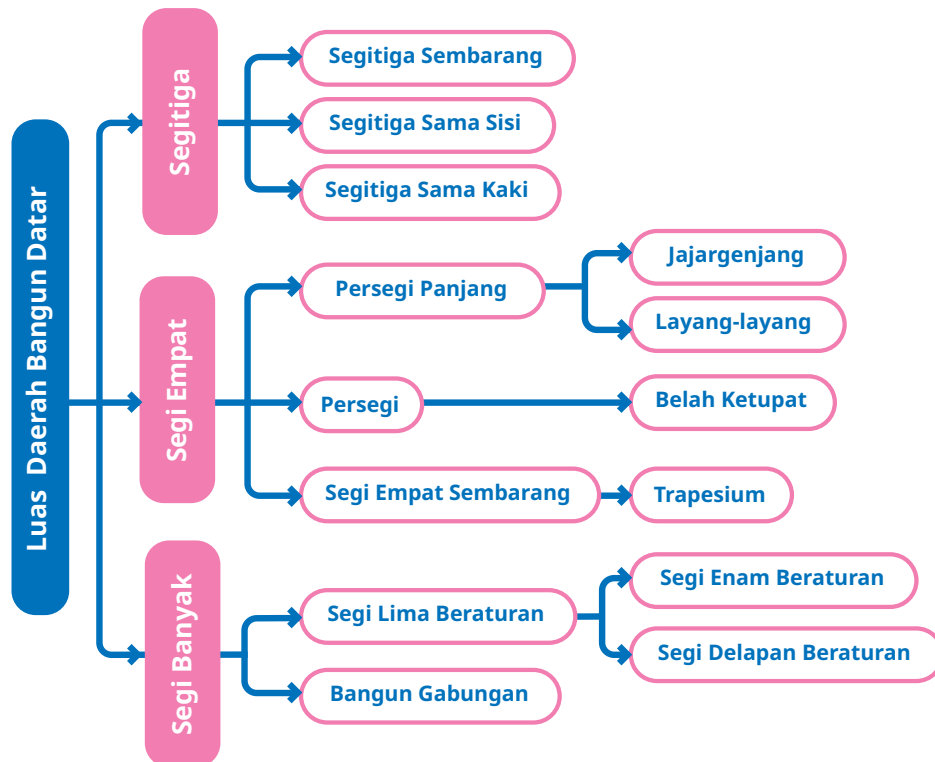 Luas Daerah Bangun Datar
Segitiga
Segitiga Sembarang
Segitiga Sama Sisi
Segitiga Sama Kaki
Segi Empat
Persegi Panjang
Jajargenjang
Layang-layang
Persegi
Belah Ketupat
Segi Empat Sembarang
Trapesium
Segi Banyak
Segi Lima Beraturan
Segi Enam Beraturan
Segi Delapan Beraturan
Bangun Gabungan